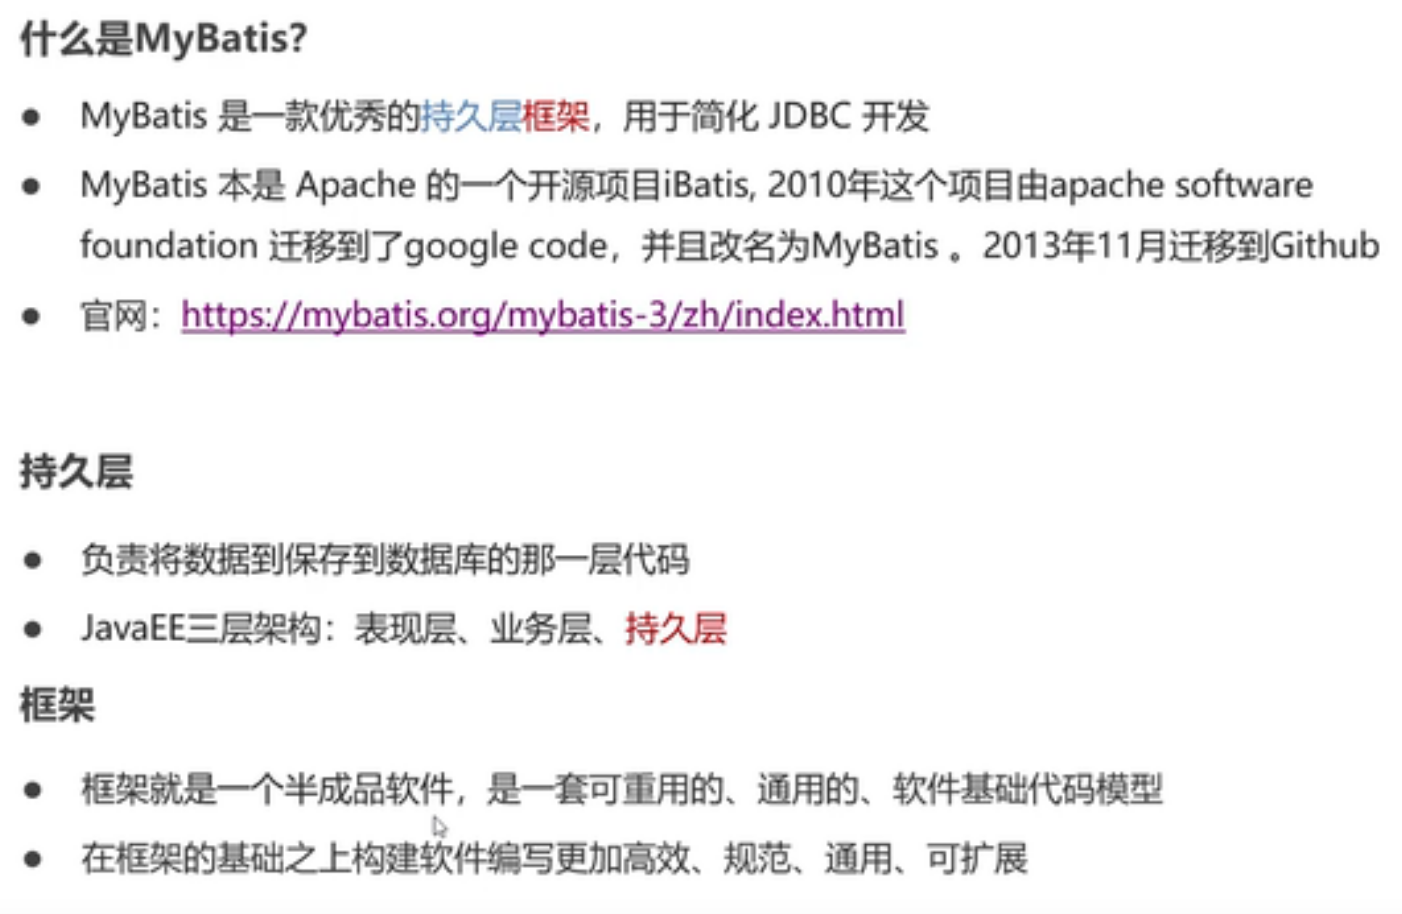 什么是MyBatis?
● MyBatis 是一款优秀的持久层框架，用于简化 JDBC 开发
● MyBatis 本是 Apache 的一个开源项目iBatis, 2010年这个项目由apache software
foundation 迁移到了google code，并且改名为MyBatis 。2013年11月迁移到Github
● 官网：https://mybatis.org/mybatis-3/zh/index.html
持久层
● 负责将数据到保存到数据库的那一层代码
● JavaEE三层架构：表现层、业务层、持久层
框架
● 框架就是一个半成品软件，是一套可重用的、通用的、软件基础代码模型
● 在框架的基础之上构建软件编写更加高效、规范、通用、可扩展